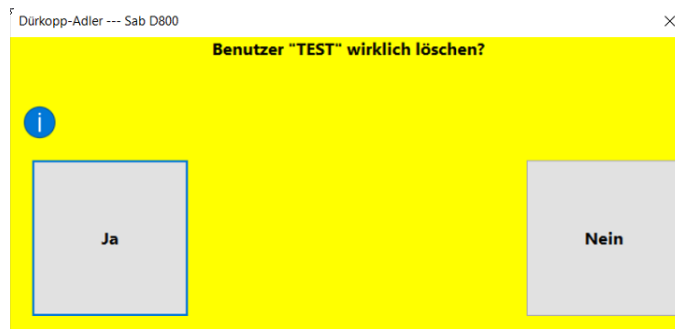 Dürkopp-Adler --- Sab D800
Benutzer "TEST" wirklich löschen?
i
Ja
Nein